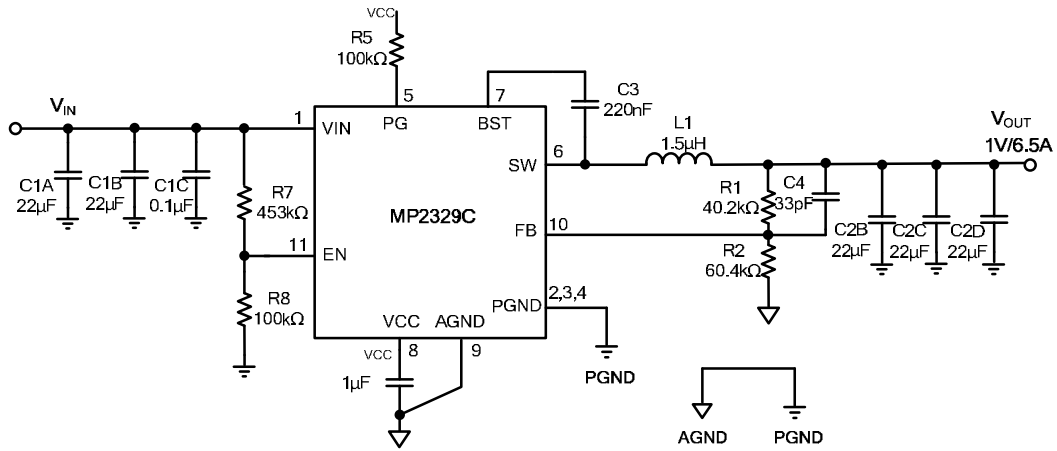 VCC
R5
100kΩ
5
7
C3
220nF
VIN
1
VIN
PG
BST
L1
1.5µH
VOUT
1V/6.5A
6
SW
C1A
22µF
C1B
22µF
C1C
0.1µF
R7
453kΩ
MP2329C
R1
40.2kΩ
C4
33pF
10
FB
C2B
22µF
C2C
22µF
C2D
22µF
11
EN
R2
60.4kΩ
R8
100kΩ
2,3,4
PGND
VCC
AGND
VCC
8
9
1µF
PGND
AGND
PGND